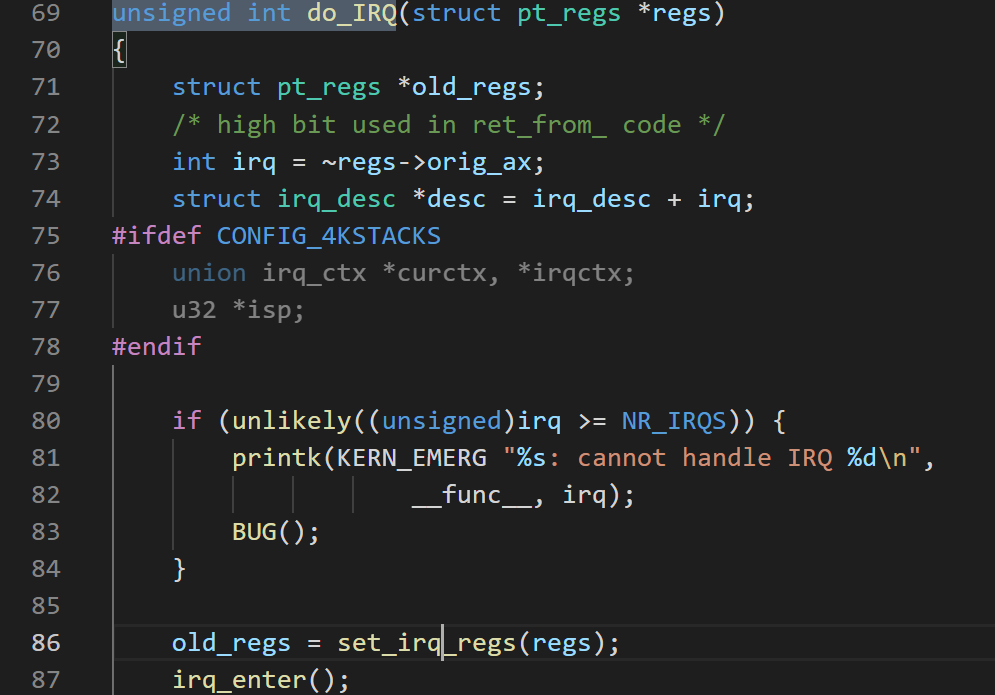 69 unsigned int do_IRQ(struct pt_regs *regs)
70 {
71 struct pt_regs *old_regs;
72 /* high bit used in ret_from_ code */
73 int irq = ~regs->orig_ax;
74 struct irq_desc *desc = irq_desc + irq;
75 #ifdef CONFIG_4KSTACKS
76 union irq_ctx *curctx, *irqctx;
77 u32 *isp;
78 #endif
79
80 if (unlikely((unsigned)irq >= NR_IRQS)) {
81 printk(KERN_EMERG "%s: cannot handle IRQ %d\n",
82 __func__, irq);
83 BUG();
84 }
85
86 old_regs = set_irq_regs(regs);
87 irq_enter();